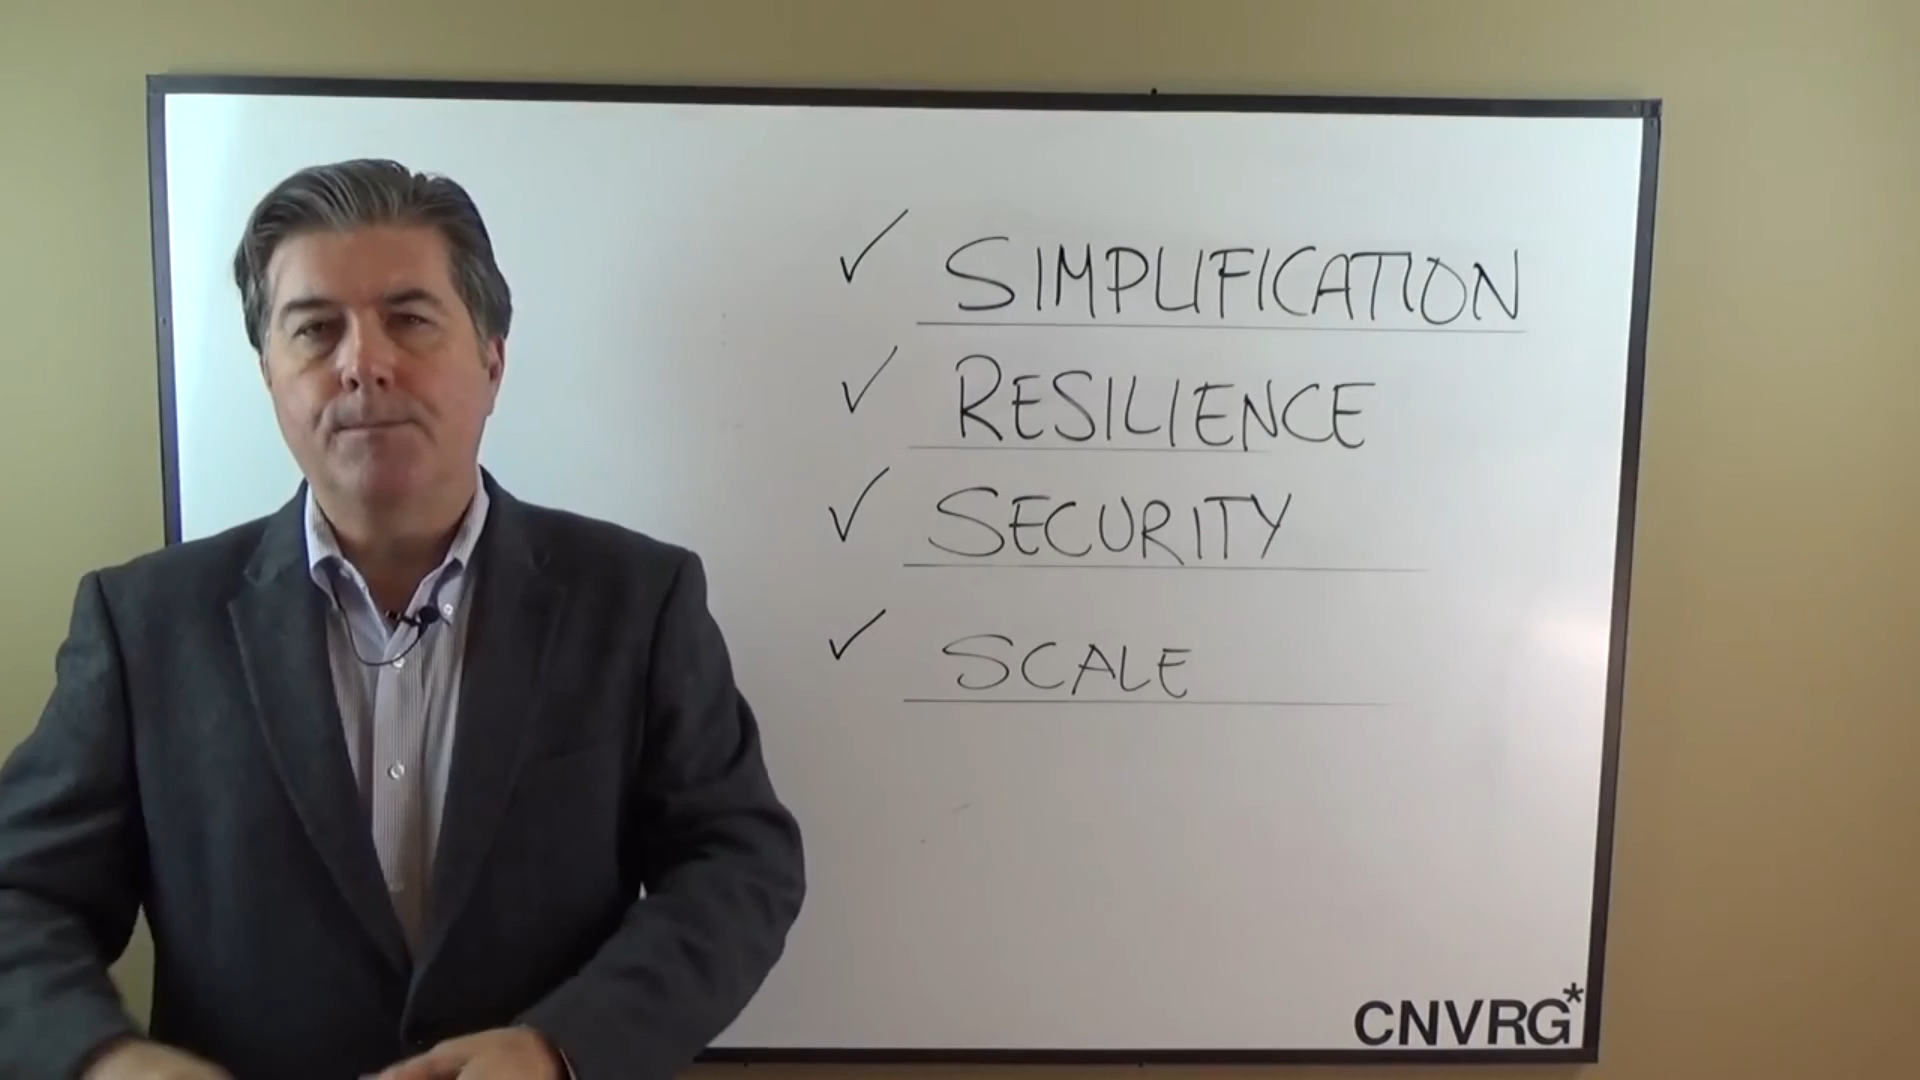 ✓ SIMPLIFICATION
✓ RESILIENCE
✓ SECURITY
✓ SCALE
CNVRG*